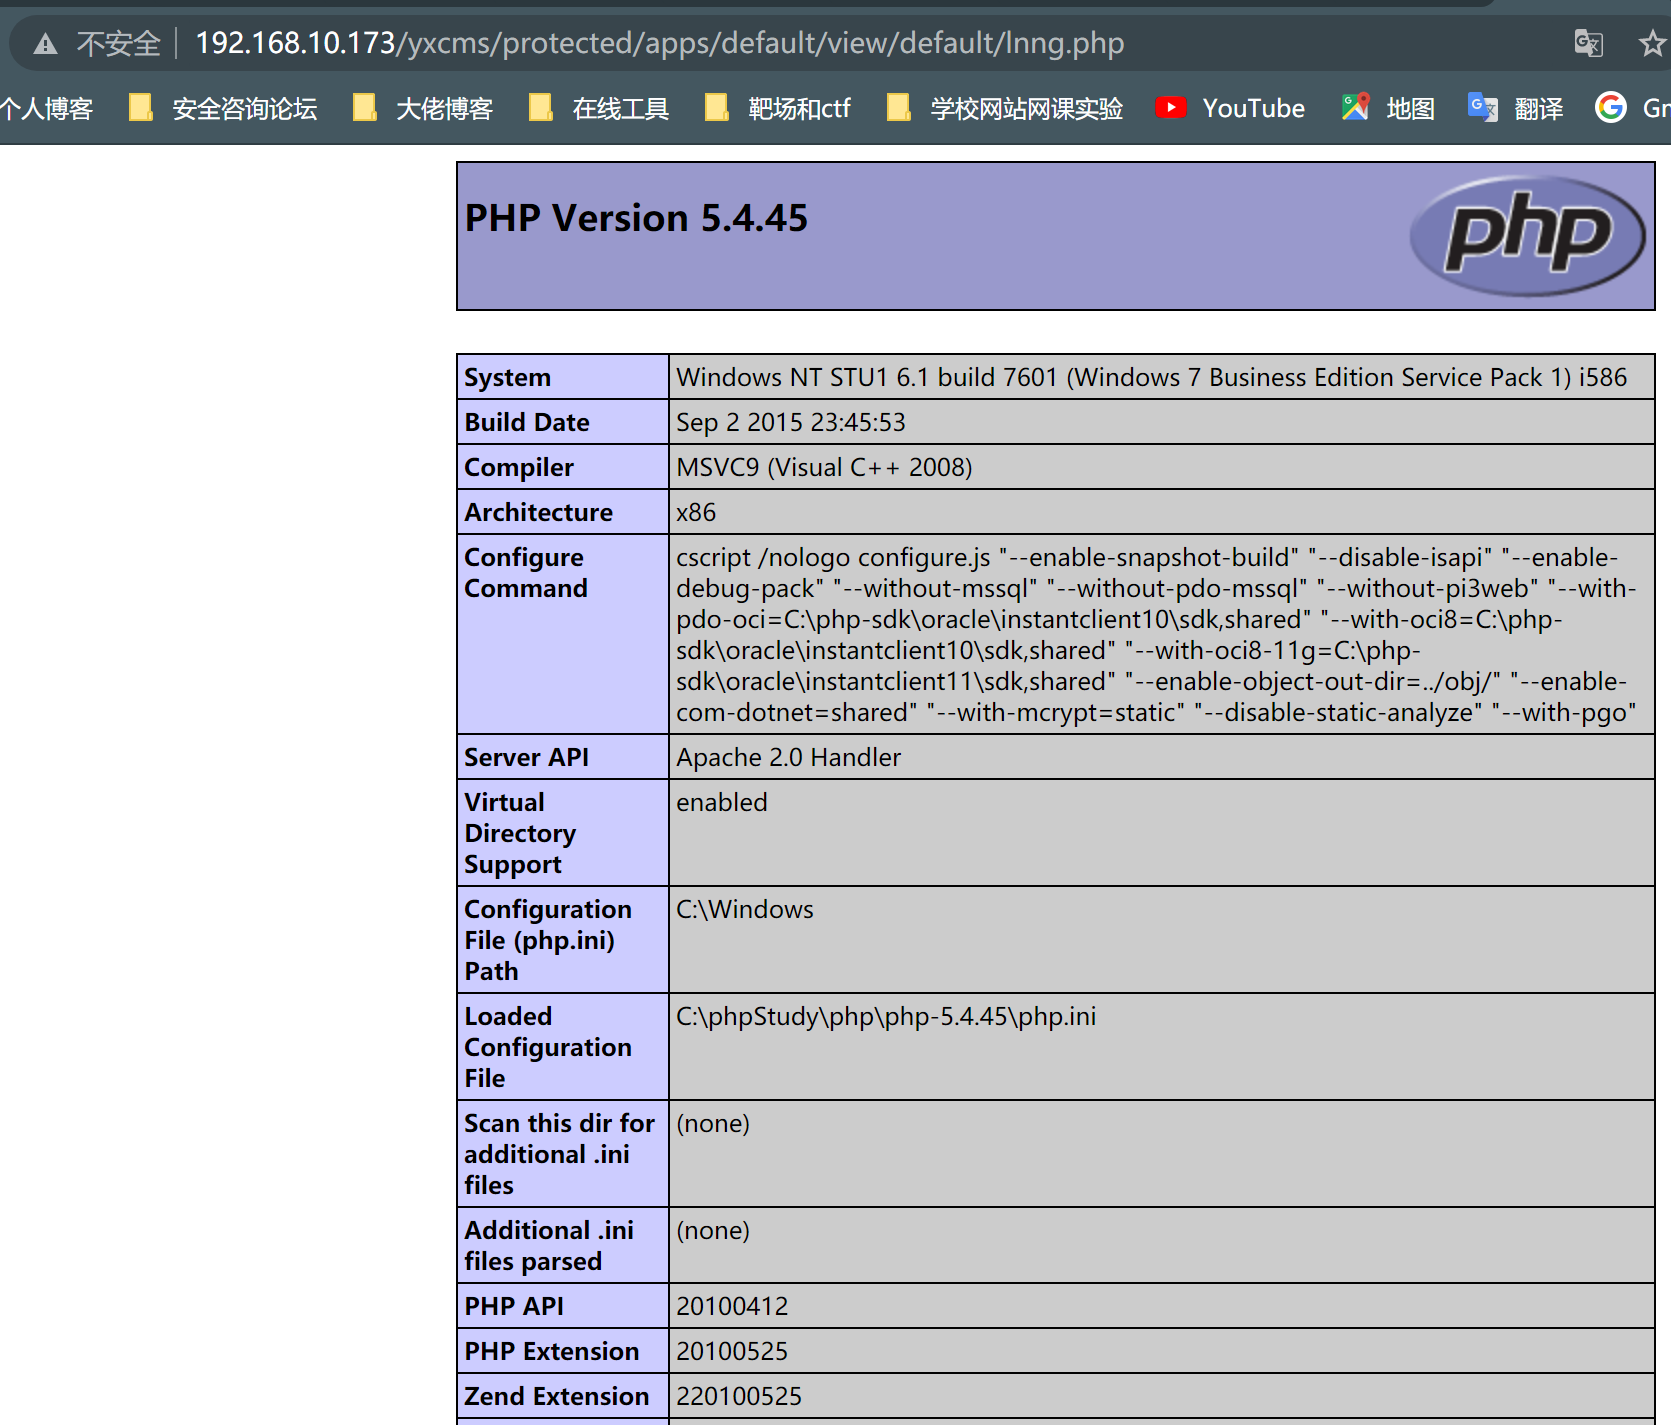 不安全 192.168.10.173/yxcms/protected/apps/default/view/default/lnng.php
个人博客 安全咨询论坛 大佬博客 在线工具 靶场和ctf 学校网站网课实验 YouTube 地图 翻译
PHP Version 5.4.45 php
System Windows NT STU1 6.1 build 7601 (Windows 7 Business Edition Service Pack 1) i586
Build Date Sep 2 2015 23:45:53
Compiler MSVC9 (Visual C++ 2008)
Architecture x86
Configure
Command
cscript /nologo configure.js "--enable-snapshot-build" "--disable-isapi" "--enable-
debug-pack" "--without-mssql" "--without-pdo-mssql" "--without-pi3web" "--with-
pdo-oci=C:\php-sdk\oracle\instantclient10\sdk,shared" "--with-oci8=C:\php-
sdk\oracle\instantclient10\sdk,shared" "--with-oci8-11g=C:\php-
sdk\oracle\instantclient11\sdk,shared" "--enable-object-out-dir=../obj/" "--enable-
com-dotnet=shared" "--with-mcrypt=static" "--disable-static-analyze" "--with-pgo"
Server API Apache 2.0 Handler
Virtual
Directory
Support
enabled
Configuration
File (php.ini)
Path
C:\Windows
Loaded
Configuration
File
C:\phpStudy\php\php-5.4.45\php.ini
Scan this dir for
additional .ini
files
(none)
Additional .ini
files parsed
(none)
PHP API 20100412
PHP Extension 20100525
Zend Extension 220100525